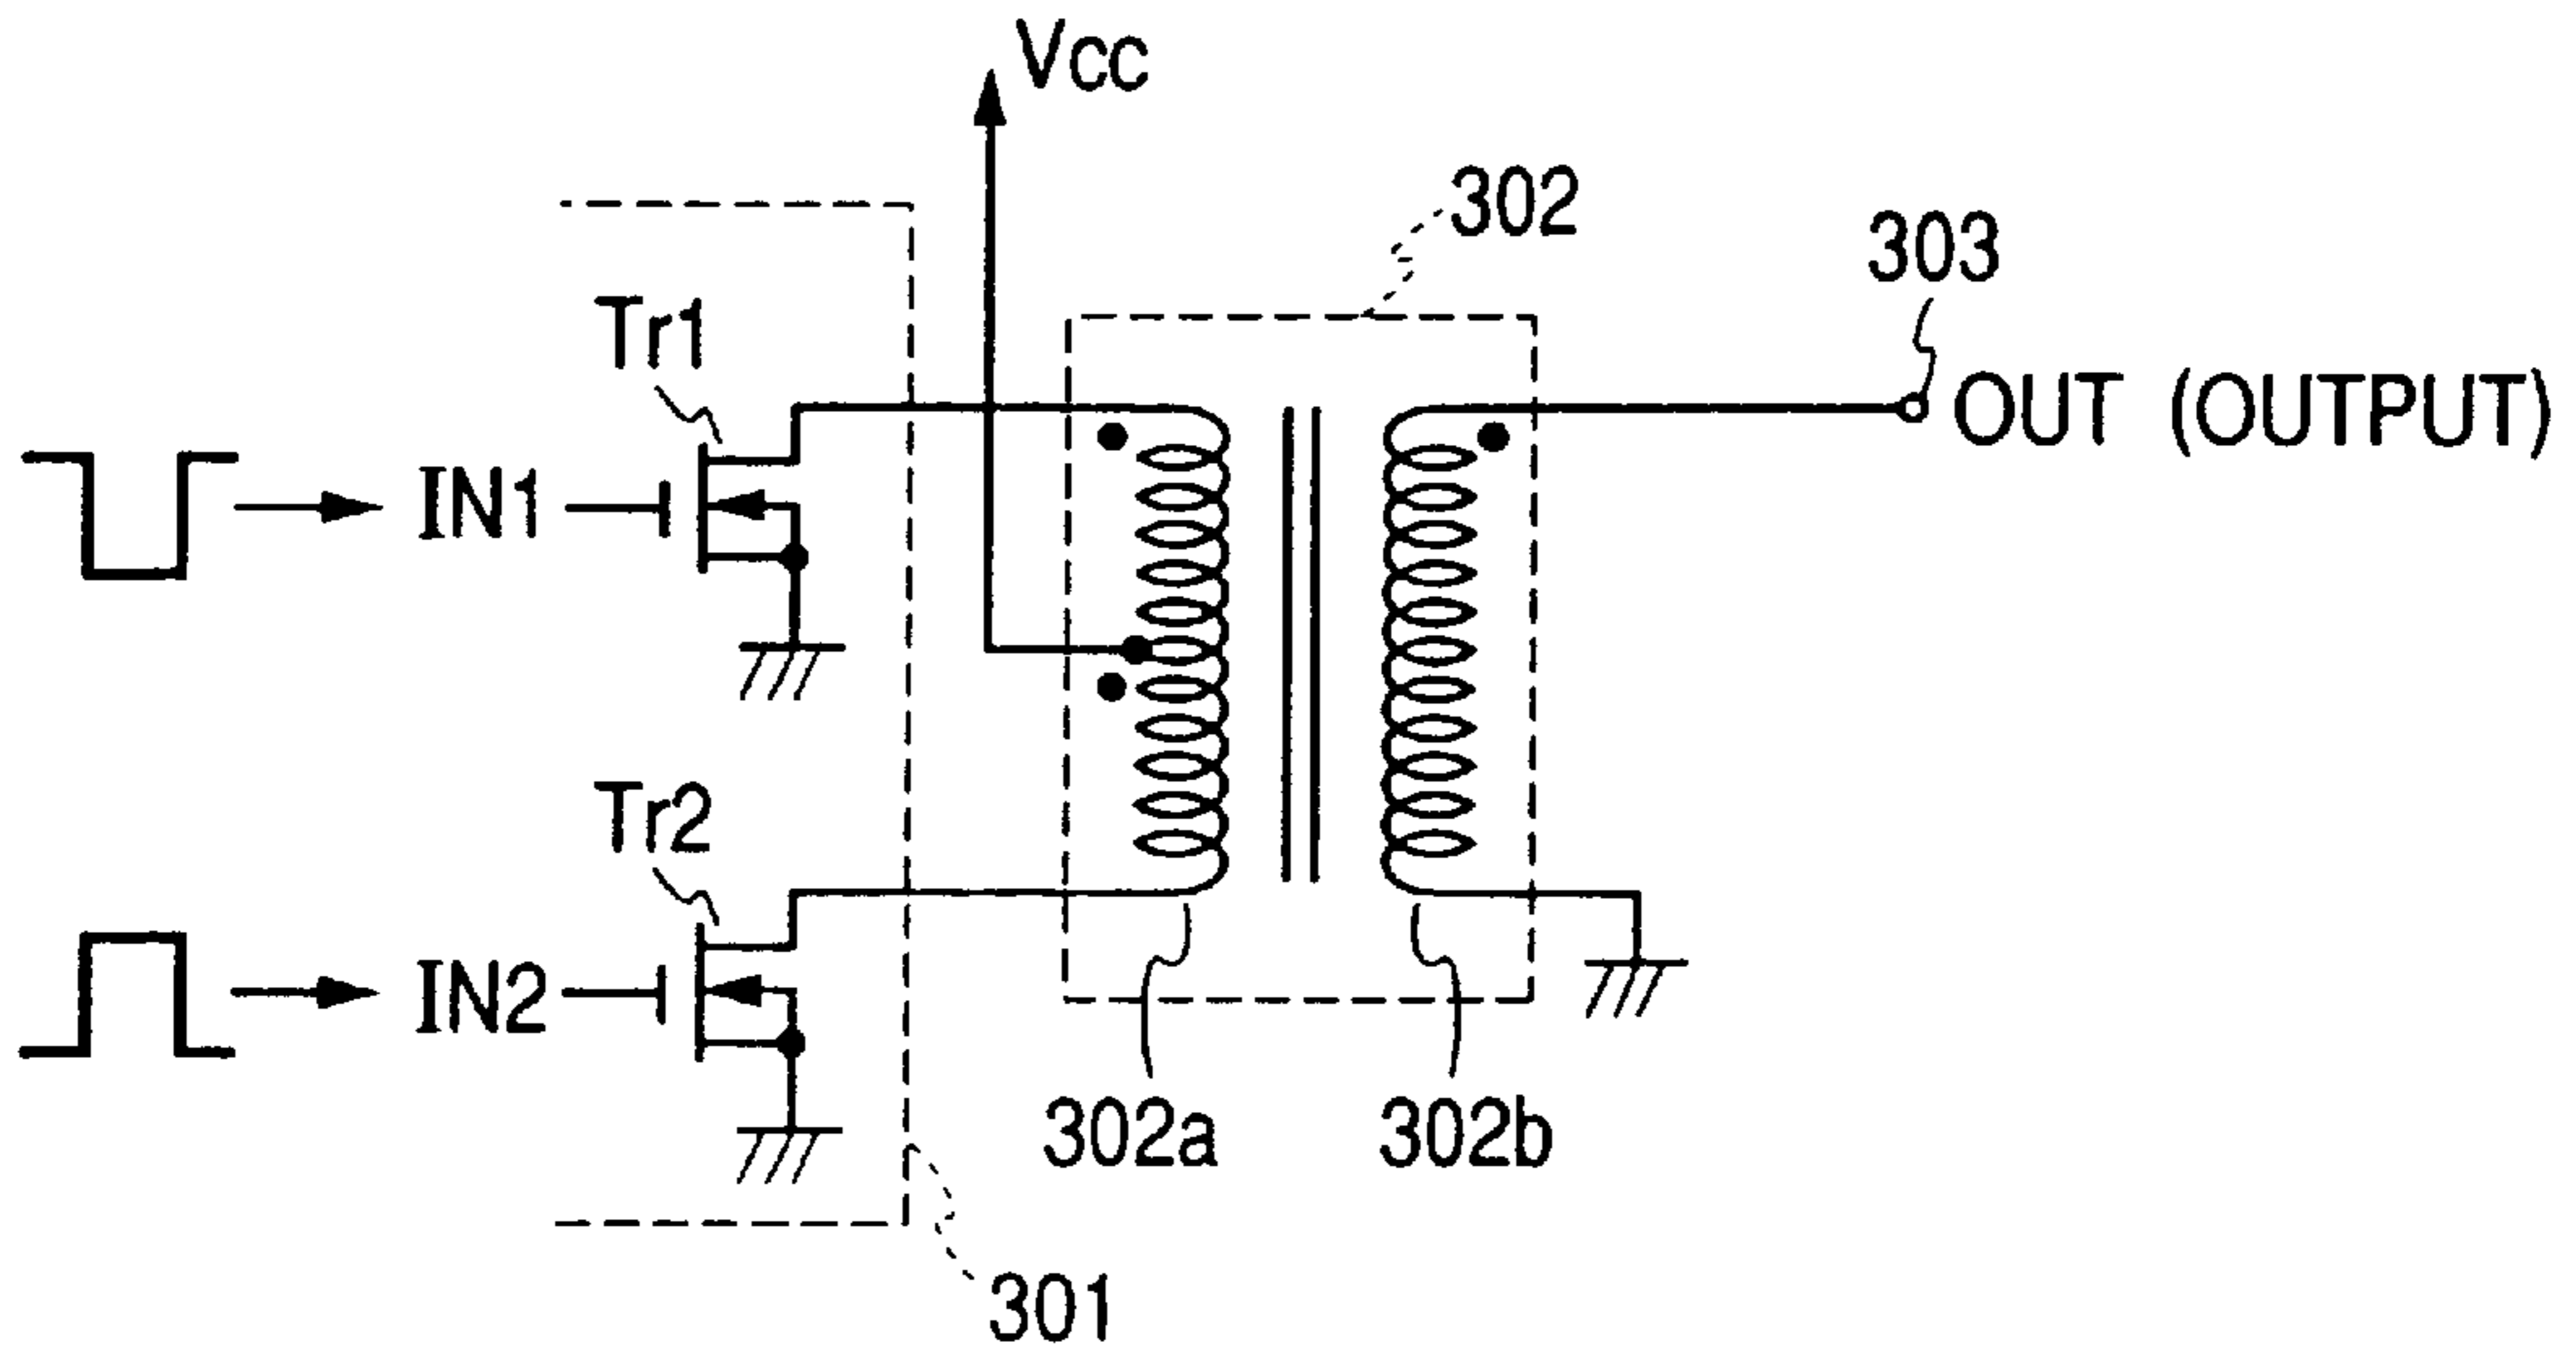 Vcc
302
303
Tr1
OUT (OUTPUT)
IN1
Tr2
IN2
302a
302b
301